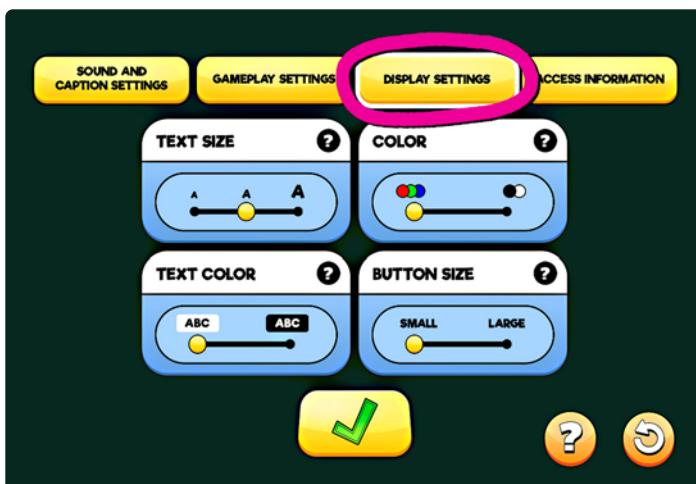 SOUND AND
CAPTION SETTINGS
GAMEPLAY SETTINGS
DISPLAY SETTINGS
ACCESS INFORMATION
TEXT SIZE ?
COLOR ?
A A A
TEXT COLOR ?
BUTTON SIZE ?
ABC ABC
SMALL LARGE
?